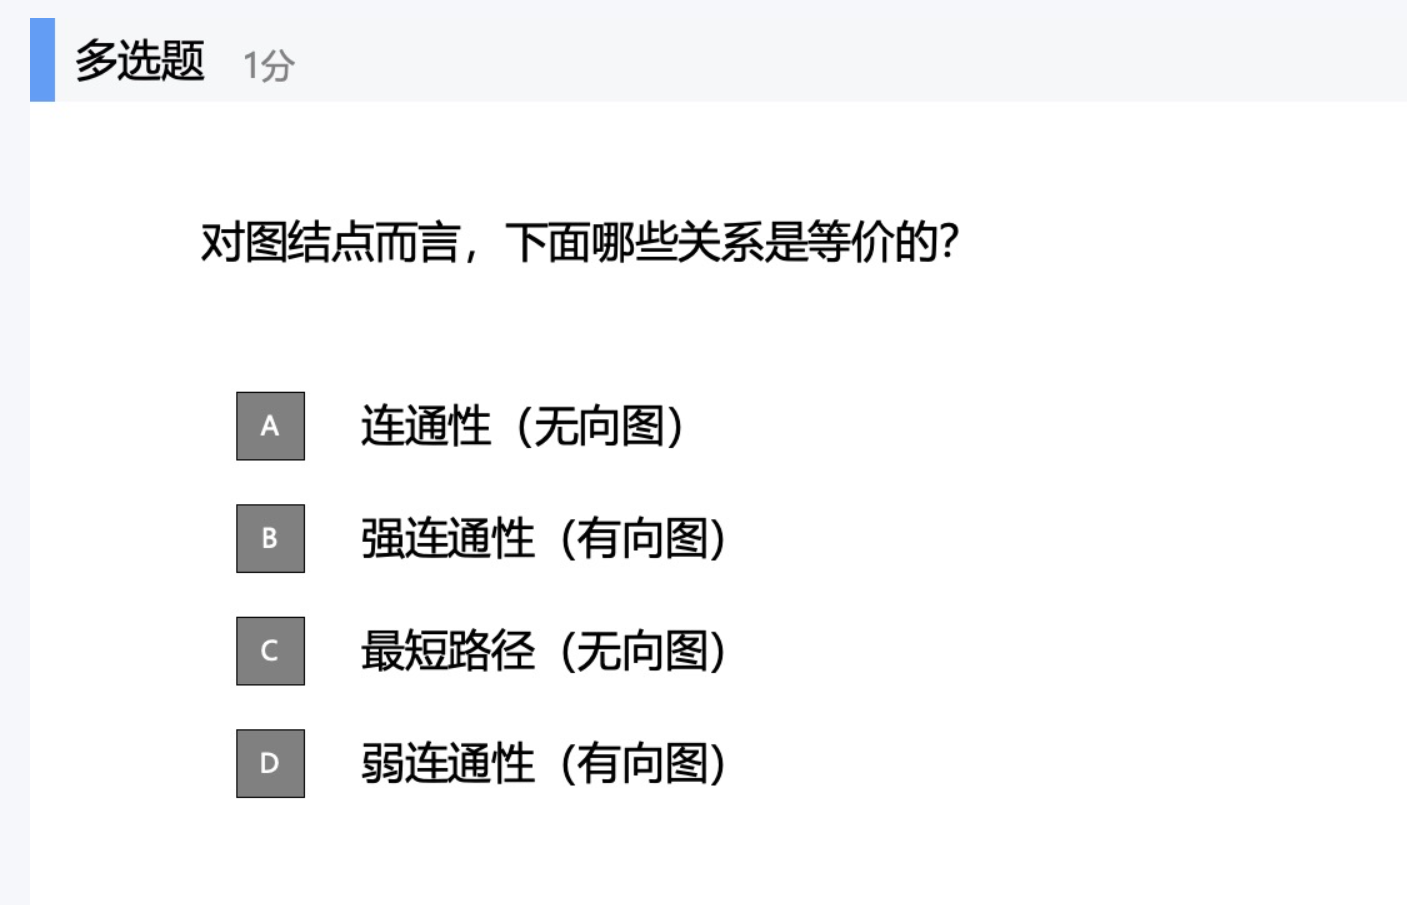 多选题 1分
对图结点而言，下面哪些关系是等价的？
A 连通性（无向图）
B 强连通性（有向图）
C 最短路径（无向图）
D 弱连通性（有向图）